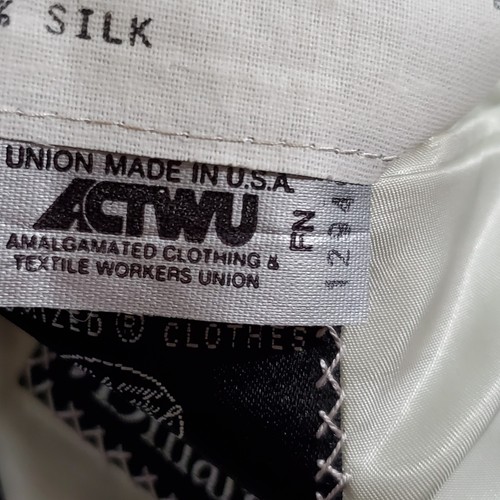 % SILK
UNION MADE IN U.S.A.
ACTWU
AMALGAMATED CLOTHING &
TEXTILE WORKERS UNION
FN
1234
CLOTHES